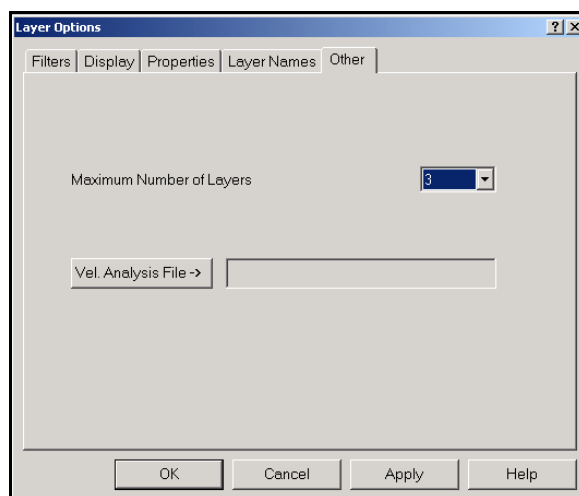 Layer Options
Filters Display Properties Layer Names Other
Maximum Number of Layers 3
Vel. Analysis File ->
OK Cancel Apply Help